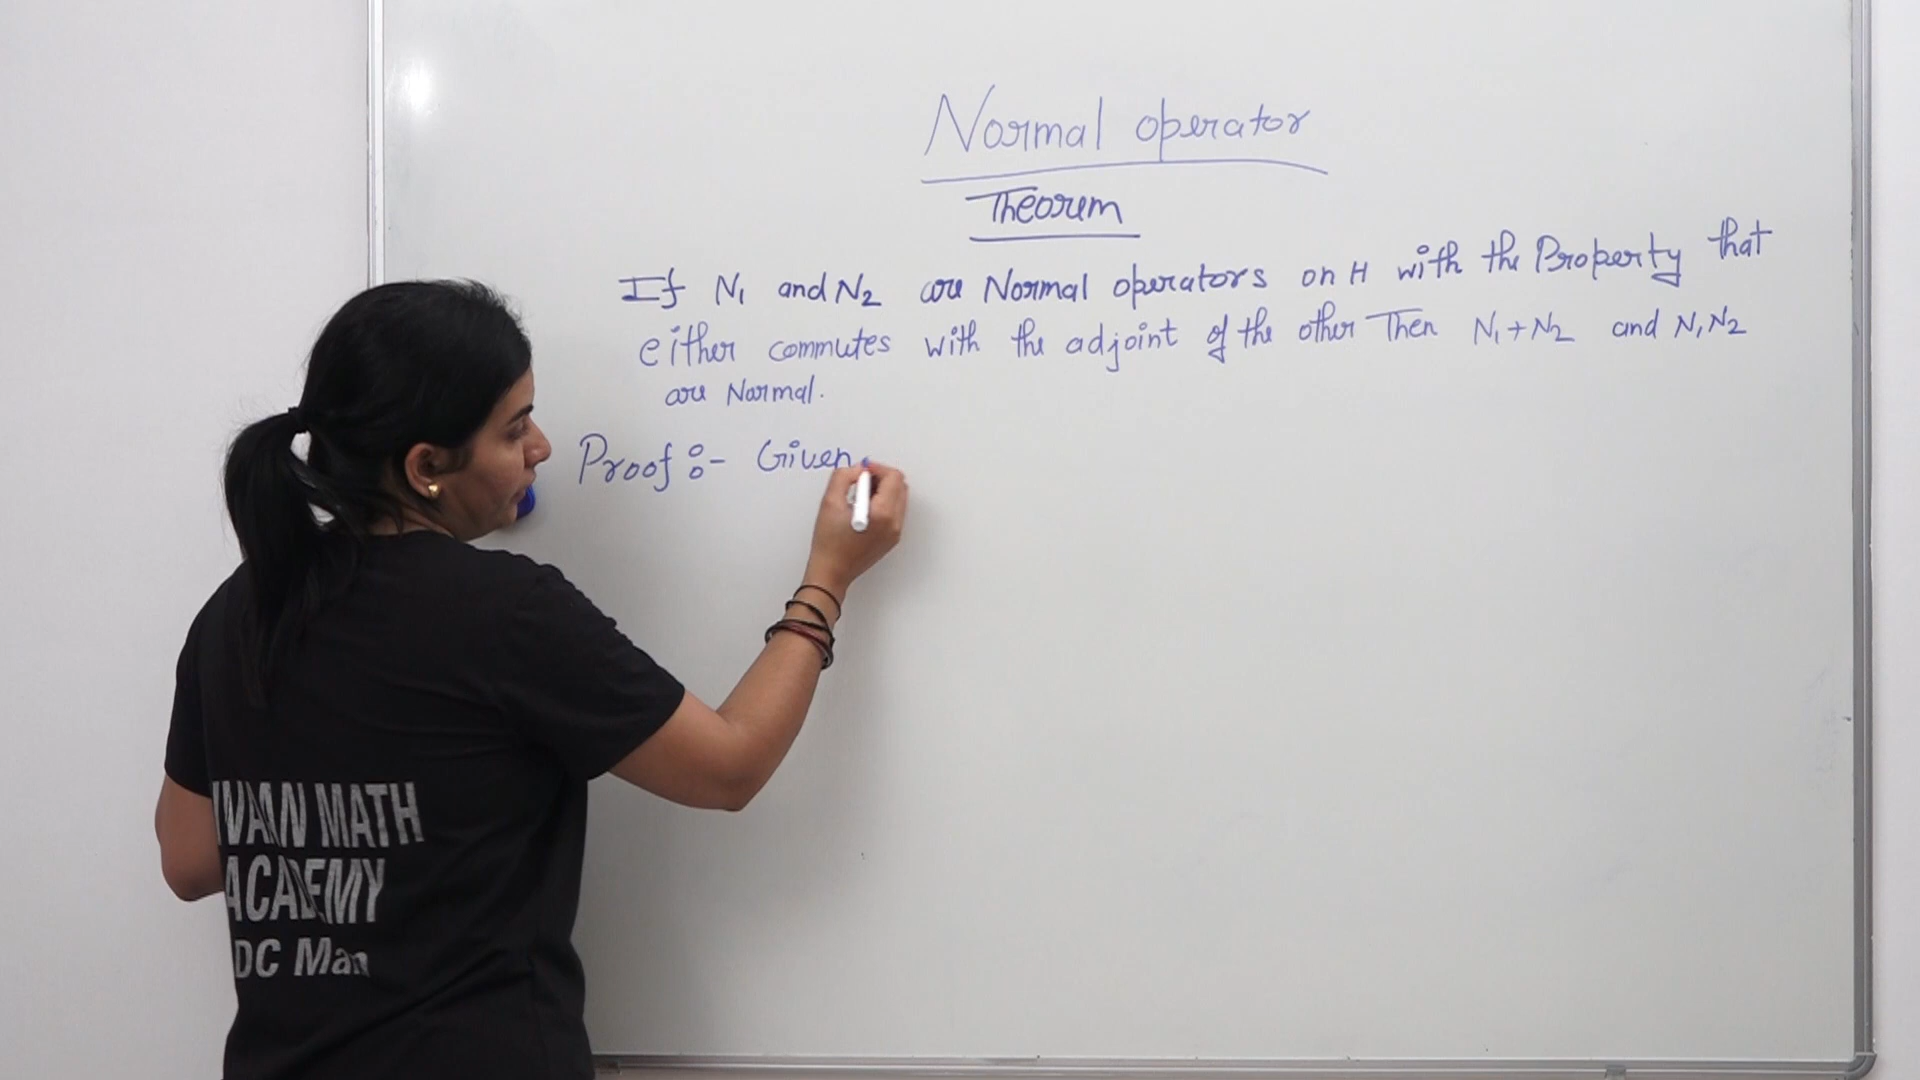 Normal operator
Theorem
If N₁ and N₂ are Normal operators on H with the Property that
either commutes with the adjoint of the other Then N₁+N₂ and N₁N₂
are Normal.
Proof :- Given
MATH
ACADEMY
DC Man